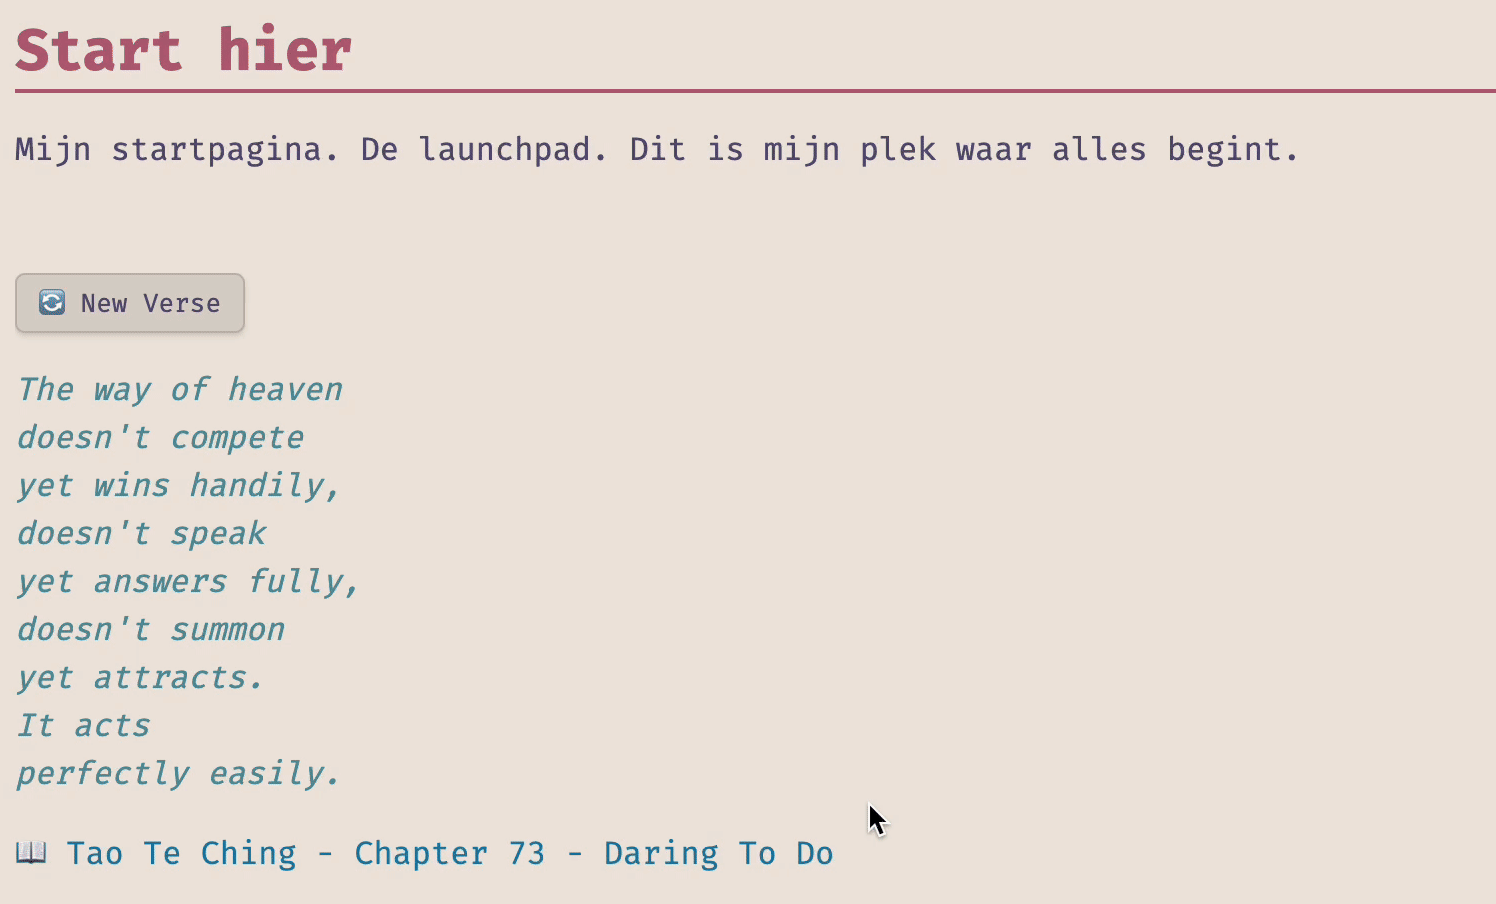 Start hier
Mijn startpagina. De launchpad. Dit is mijn plek waar alles begint.
New Verse
The way of heaven
doesn't compete
yet wins handily,
doesn't speak
yet answers fully,
doesn't summon
yet attracts.
It acts
perfectly easily.
Tao Te Ching - Chapter 73 - Daring To Do